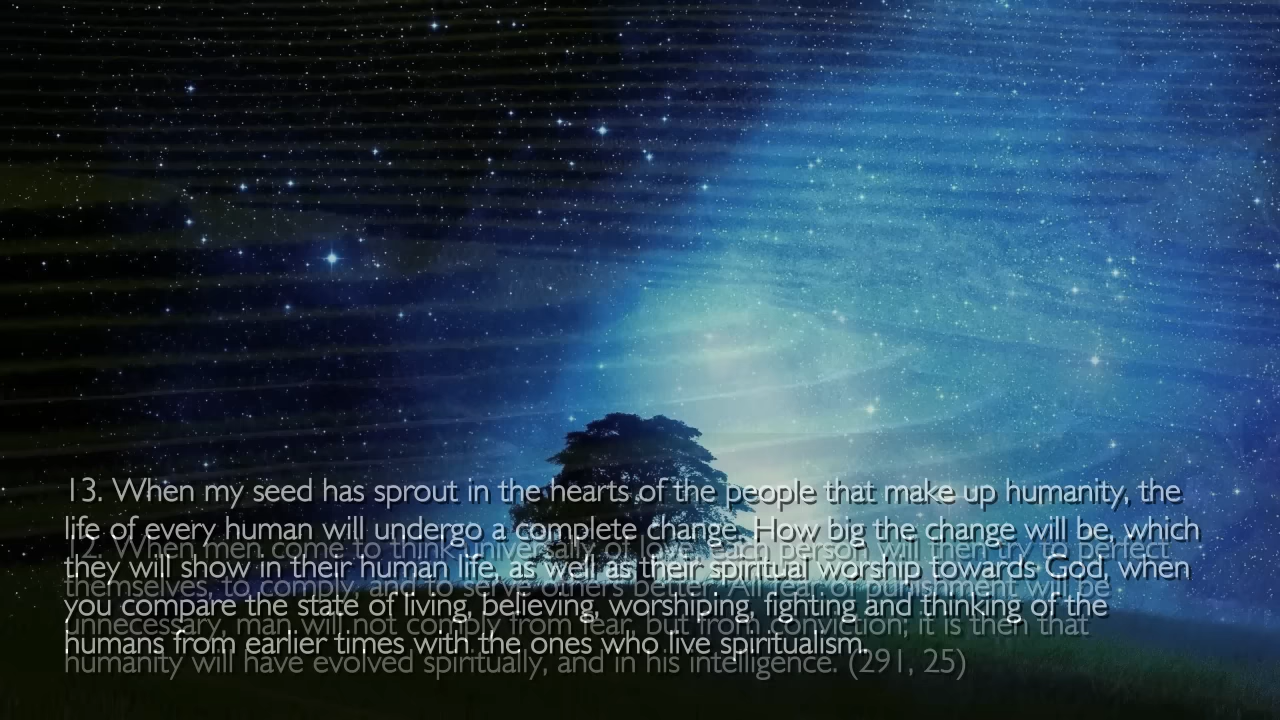 13. When my seed has sprout in the hearts of the people that make up humanity, the
life of every human will undergo a complete change. How big the change will be, which
they will show in their human life, as well as their spiritual worship towards God, when
you compare the state of living, believing, worshiping, fighting and thinking of the
humans from earlier times with the ones who live spiritualism.
12. When men come to think universally each person will then try to perfect
themselves, to comply and to serve others better. All fear of punishment will be
unnecessary, man will not comply from fear, but from conviction; it is then that
humanity will have evolved spiritually, and in his intelligence. (291, 25)